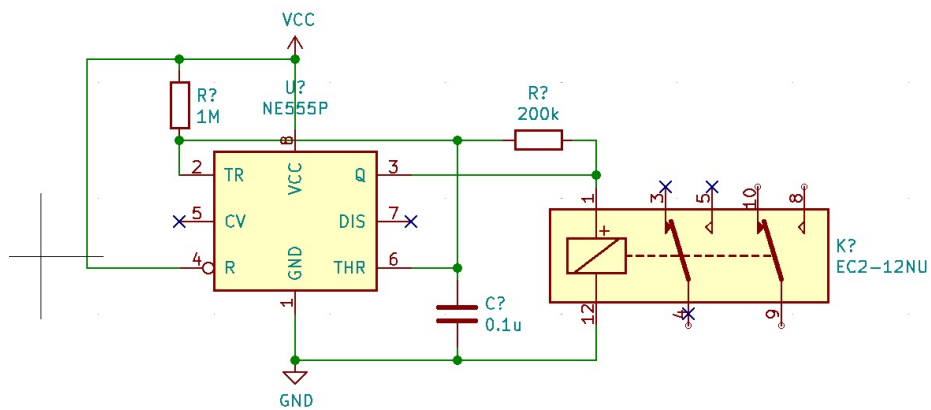 VCC
R?
1M
U?
NE555P
R?
200k
8
2
TR
VCC
Q
3
5
CV
DIS
7
4
R
GND
THR
6
1
C?
0.1u
GND
1
3
5
10
8
+
K?
EC2-12NU
12
4
9